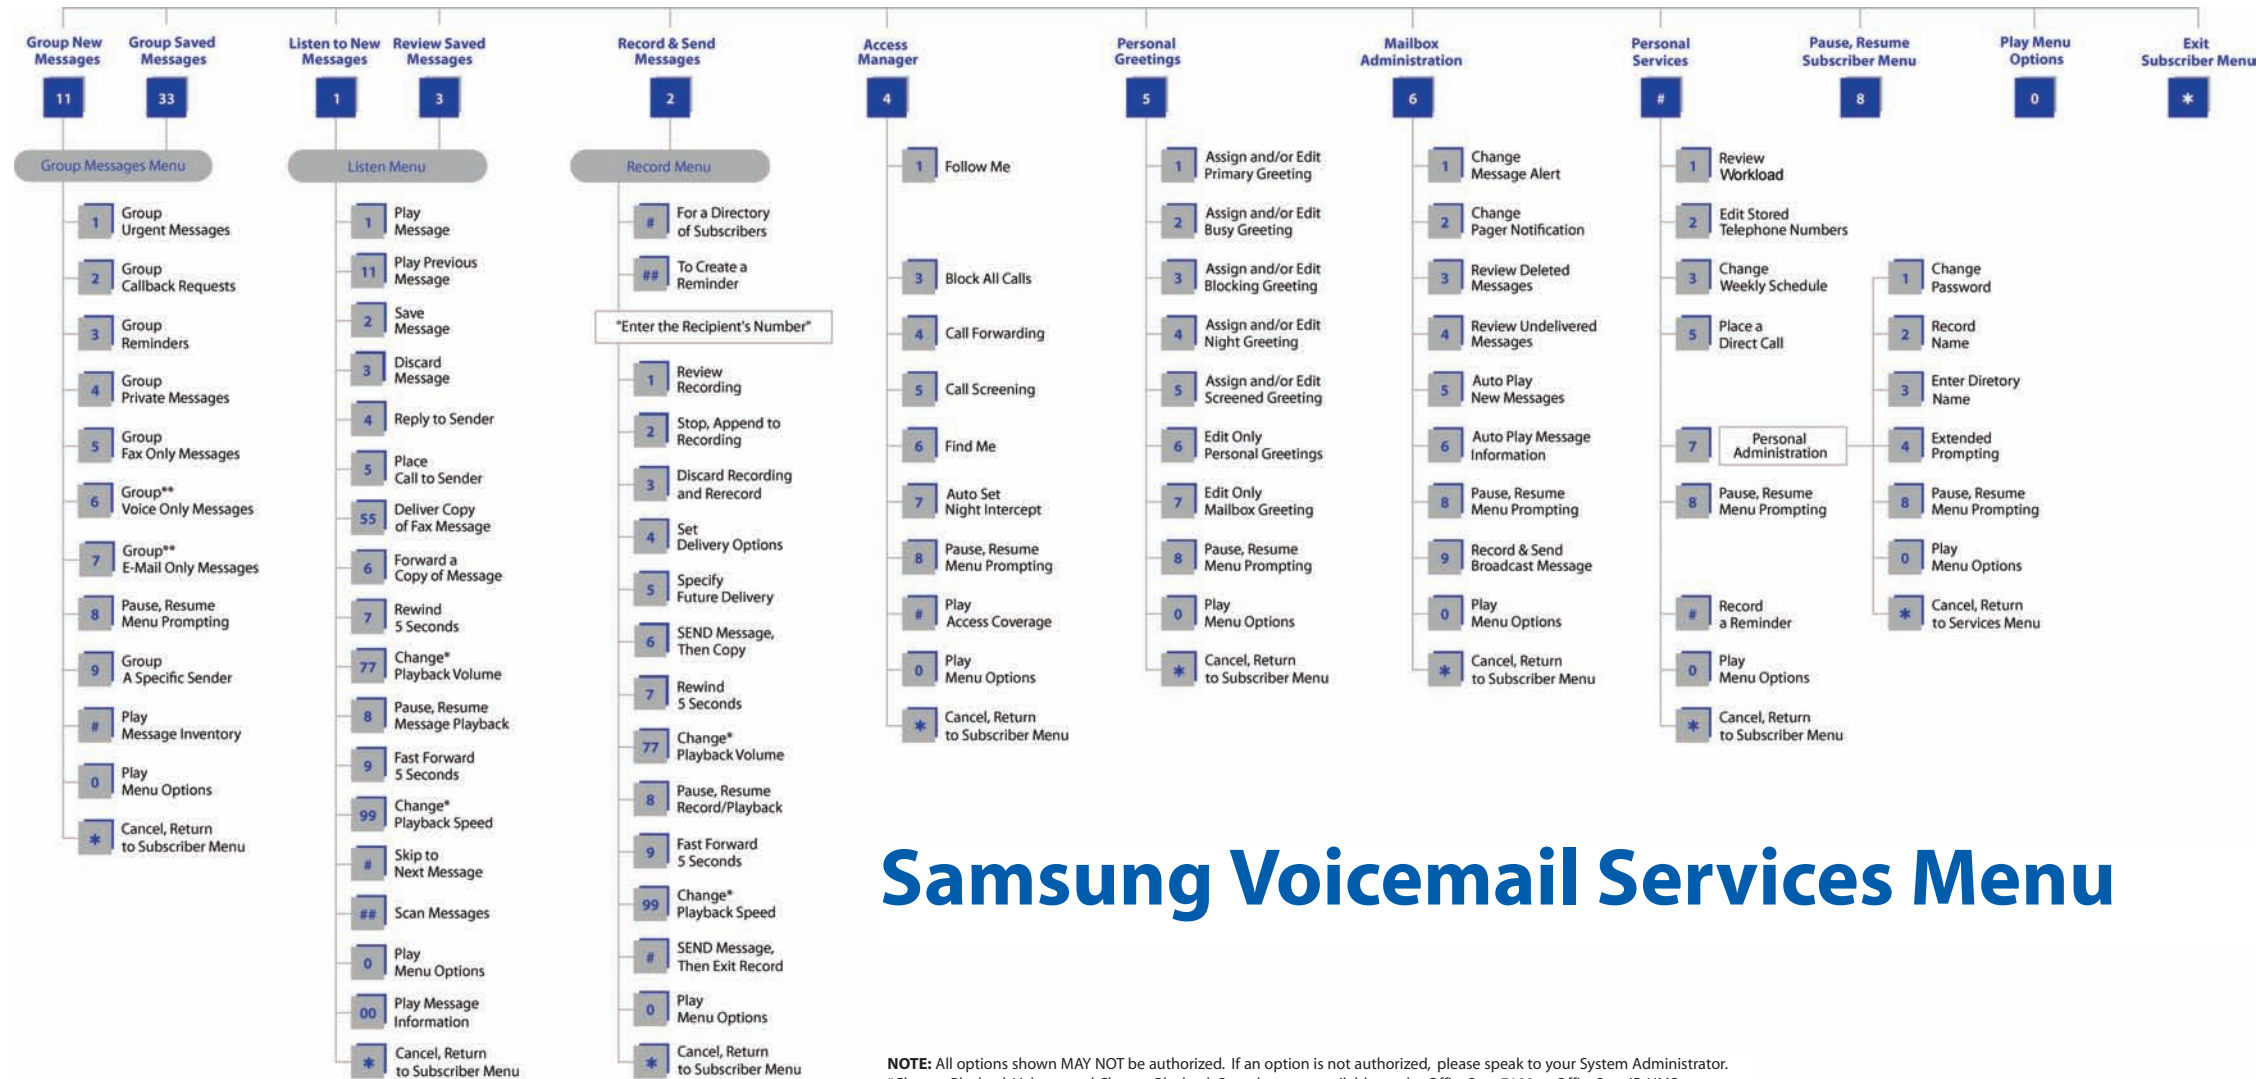 Group New
Messages
11
Group Saved
Messages
33
Group Messages Menu
1
Group
Urgent Messages
2
Group
Callback Requests
3
Group
Reminders
4
Group
Private Messages
5
Group
Fax Only Messages
6
Group**
Voice Only Messages
7
Group**
E-Mail Only Messages
8
Pause, Resume
Menu Prompting
9
Group
A Specific Sender
#
Play
Message Inventory
0
Play
Menu Options
*
Cancel, Return
to Subscriber Menu
Listen to New
Messages
1
Review Saved
Messages
3
Listen Menu
1
Play
Message
11
Play Previous
Message
2
Save
Message
3
Discard
Message
4
Reply to Sender
5
Place
Call to Sender
55
Deliver Copy
of Fax Message
6
Forward a
Copy of Message
7
Rewind
5 Seconds
77
Change*
Playback Volume
8
Pause, Resume
Message Playback
9
Fast Forward
5 Seconds
99
Change*
Playback Speed
#
Skip to
Next Message
##
Scan Messages
0
Play
Menu Options
00
Play Message
Information
*
Cancel, Return
to Subscriber Menu
Record & Send
Messages
2
Record Menu
#
For a Directory
of Subscribers
##
To Create a
Reminder
"Enter the Recipient's Number"
1
Review
Recording
2
Stop, Append to
Recording
3
Discard Recording
and Rerecord
4
Set
Delivery Options
5
Specify
Future Delivery
6
SEND Message,
Then Copy
7
Rewind
5 Seconds
77
Change*
Playback Volume
8
Pause, Resume
Record/Playback
9
Fast Forward
5 Seconds
99
Change*
Playback Speed
#
SEND Message,
Then Exit Record
0
Play
Menu Options
*
Cancel, Return
to Subscriber Menu
Access
Manager
4
1
Follow Me
3
Block All Calls
4
Call Forwarding
5
Call Screening
6
Find Me
7
Auto Set
Night Intercept
8
Pause, Resume
Menu Prompting
#
Play
Access Coverage
0
Play
Menu Options
*
Cancel, Return
to Subscriber Menu
Personal
Greetings
5
1
Assign and/or Edit
Primary Greeting
2
Assign and/or Edit
Busy Greeting
3
Assign and/or Edit
Blocking Greeting
4
Assign and/or Edit
Night Greeting
5
Assign and/or Edit
Screened Greeting
6
Edit Only
Personal Greetings
7
Edit Only
Mailbox Greeting
8
Pause, Resume
Menu Prompting
0
Play
Menu Options
*
Cancel, Return
to Subscriber Menu
Mailbox
Administration
6
1
Change
Message Alert
2
Change
Pager Notification
3
Review Deleted
Messages
4
Review Undelivered
Messages
5
Auto Play
New Messages
6
Auto Play Message
Information
8
Pause, Resume
Menu Prompting
9
Record & Send
Broadcast Message
0
Play
Menu Options
*
Cancel, Return
to Subscriber Menu
Personal
Services
#
1
Review
Workload
2
Edit Stored
Telephone Numbers
3
Change
Weekly Schedule
5
Place a
Direct Call
7
Personal
Administration
8
Pause, Resume
Menu Prompting
#
Record
a Reminder
0
Play
Menu Options
*
Cancel, Return
to Subscriber Menu
Pause, Resume
Subscriber Menu
8
1
Change
Password
2
Record
Name
3
Enter Diretory
Name
4
Extended
Prompting
8
Pause, Resume
Menu Prompting
0
Play
Menu Options
*
Cancel, Return
to Services Menu
Play Menu
Options
0
Exit
Subscriber Menu
*
Samsung Voicemail Services Menu
NOTE: All options shown MAY NOT be authorized. If an option is not authorized, please speak to your System Administrator.